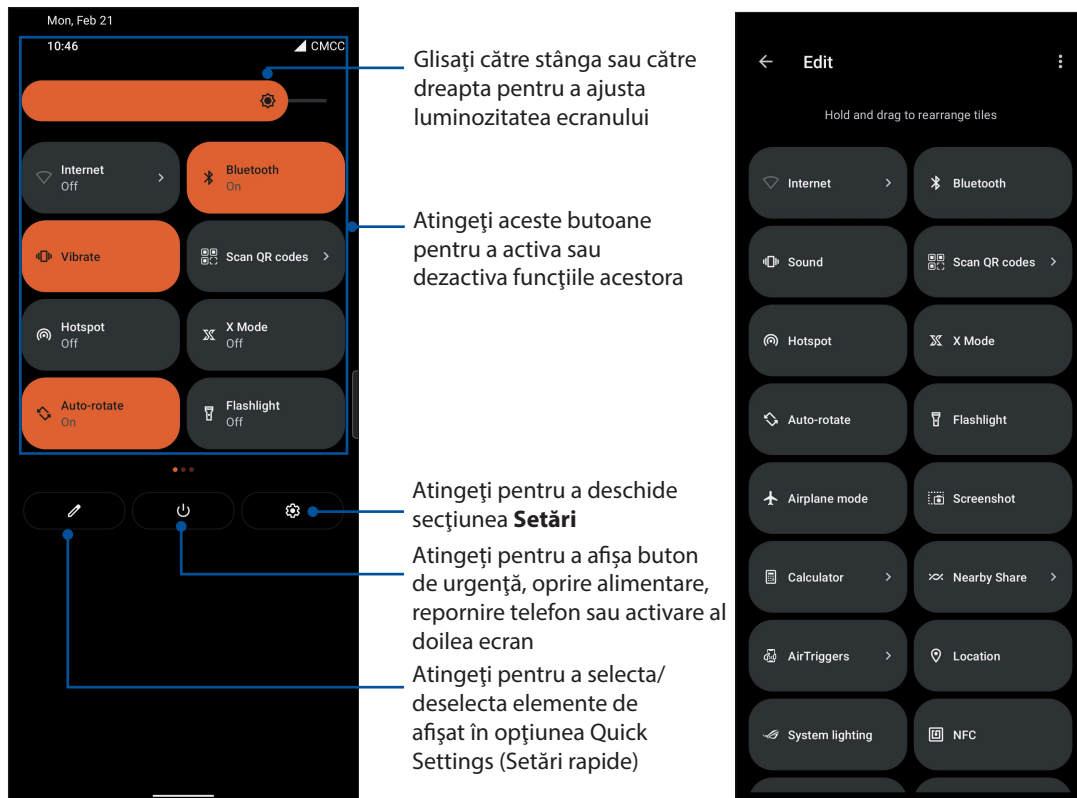 Mon, Feb 21
10:46
CMCC
Internet
Off
Bluetooth
On
Vibrate
Scan QR codes
Hotspot
Off
X Mode
Off
Auto-rotate
On
Flashlight
Off
Glisaţi către stânga sau către
dreapta pentru a ajusta
luminozitatea ecranului
Atingeţi aceste butoane
pentru a activa sau
dezactiva funcţiile acestora
Atingeţi pentru a deschide
secţiunea Setări
Atingeți pentru a afișa buton
de urgenţă, oprire alimentare,
repornire telefon sau activare al
doilea ecran
Atingeţi pentru a selecta/
deselecta elemente de
afişat în opţiunea Quick
Settings (Setări rapide)
Edit
Hold and drag to rearrange tiles
Internet
Bluetooth
Sound
Scan QR codes
Hotspot
X Mode
Auto-rotate
Flashlight
Airplane mode
Screenshot
Calculator
Nearby Share
AirTriggers
Location
System lighting
NFC